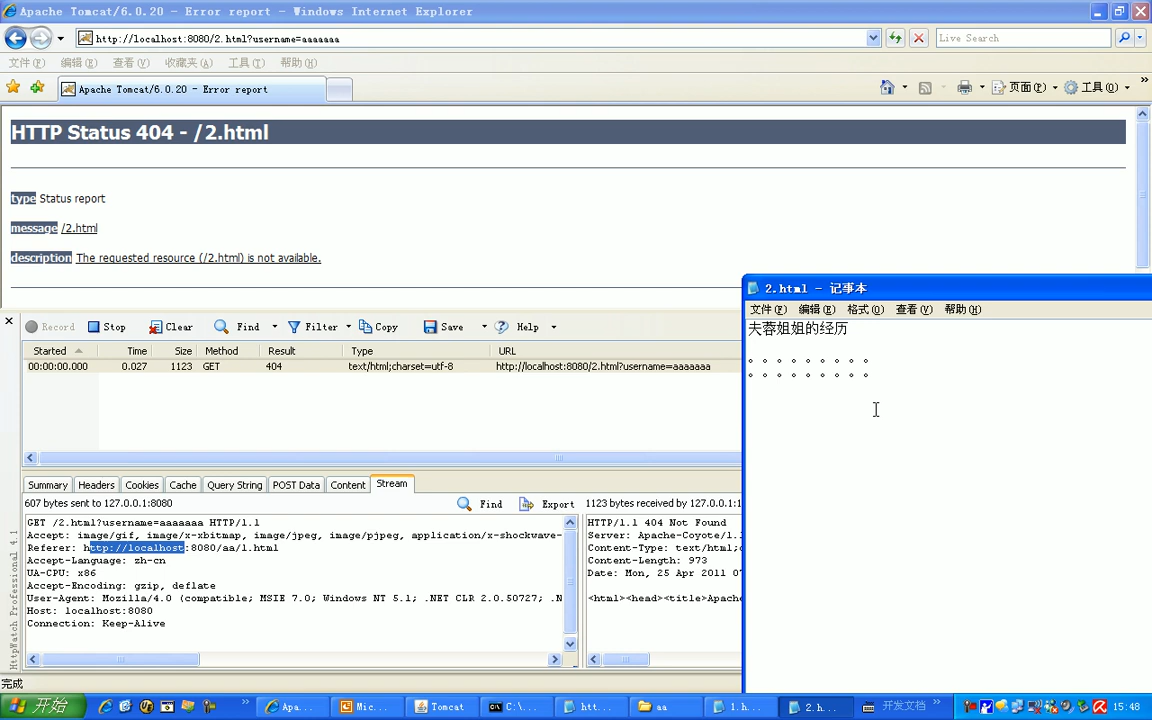 Apache Tomcat/6.0.20 - Error report - Windows Internet Explorer
http://localhost:8080/2.html?username=aaaaaaa
Live Search
文件(F) 编辑(E) 查看(V) 收藏夹(A) 工具(T) 帮助(H)
Apache Tomcat/6.0.20 - Error report
页面(P) 工具(O)
HTTP Status 404 - /2.html
type Status report
message /2.html
description The requested resource (/2.html) is not available.
2.html - 记事本
文件(F) 编辑(E) 格式(O) 查看(V) 帮助(H)
夫蓉姐姐的经历
。。。。。。。。。
。。。。。。。。。
Record Stop Clear Find Filter Copy Save Help
Started Time Size Method Result Type URL
00:00:00.000 0.027 1123 GET 404 text/html;charset=utf-8 http://localhost:8080/2.html?username=aaaaaaa
Summary Headers Cookies Cache Query String POST Data Content Stream
607 bytes sent to 127.0.0.1:8080 Find Export 1123 bytes received by 127.0.0.1:1
GET /2.html?username=aaaaaaa HTTP/1.1
Accept: image/gif, image/x-xbitmap, image/jpeg, image/pjpeg, application/x-shockwave-
Referer: http://localhost:8080/aa/1.html
Accept-Language: zh-cn
UA-CPU: x86
Accept-Encoding: gzip, deflate
User-Agent: Mozilla/4.0 (compatible; MSIE 7.0; Windows NT 5.1; .NET CLR 2.0.50727; .N
Host: localhost:8080
Connection: Keep-Alive
HTTP/1.1 404 Not Found
Server: Apache-Coyote/1.
Content-Type: text/html;c
Content-Length: 973
Date: Mon, 25 Apr 2011 07
<html><head><title>Apache
HttpWatch Professional 4.1
完成
开始 Apa... Mic... Tomcat C:\... htt... aa 1.h... 2.h... 开发文档 15:48